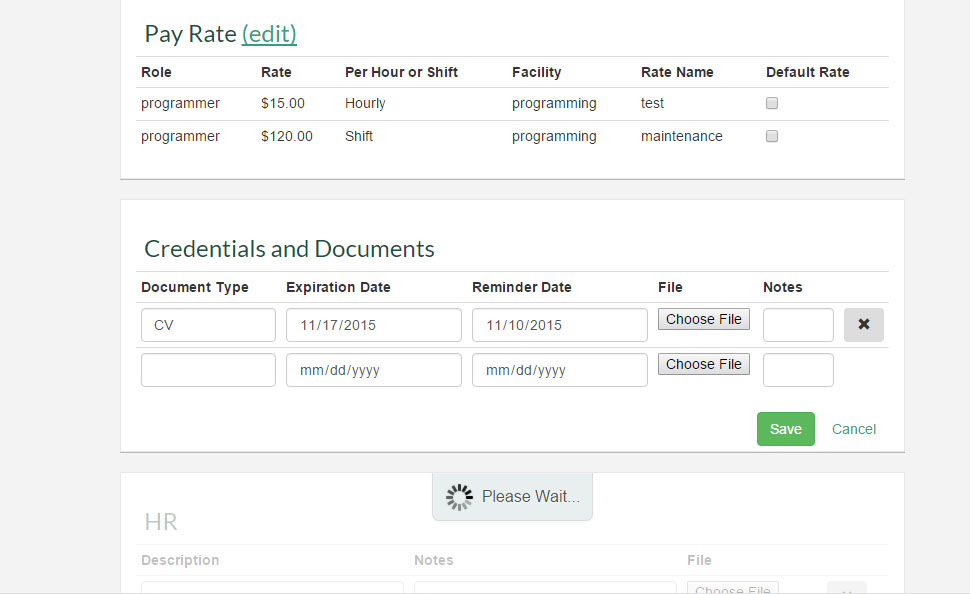 Pay Rate (edit)
Role Rate Per Hour or Shift Facility Rate Name Default Rate
programmer $15.00 Hourly programming test
programmer $120.00 Shift programming maintenance
Credentials and Documents
Document Type Expiration Date Reminder Date File Notes
CV 11/17/2015 11/10/2015 Choose File
mm/dd/yyyy mm/dd/yyyy Choose File
Save Cancel
Please Wait...
HR
Description Notes File
Choose File